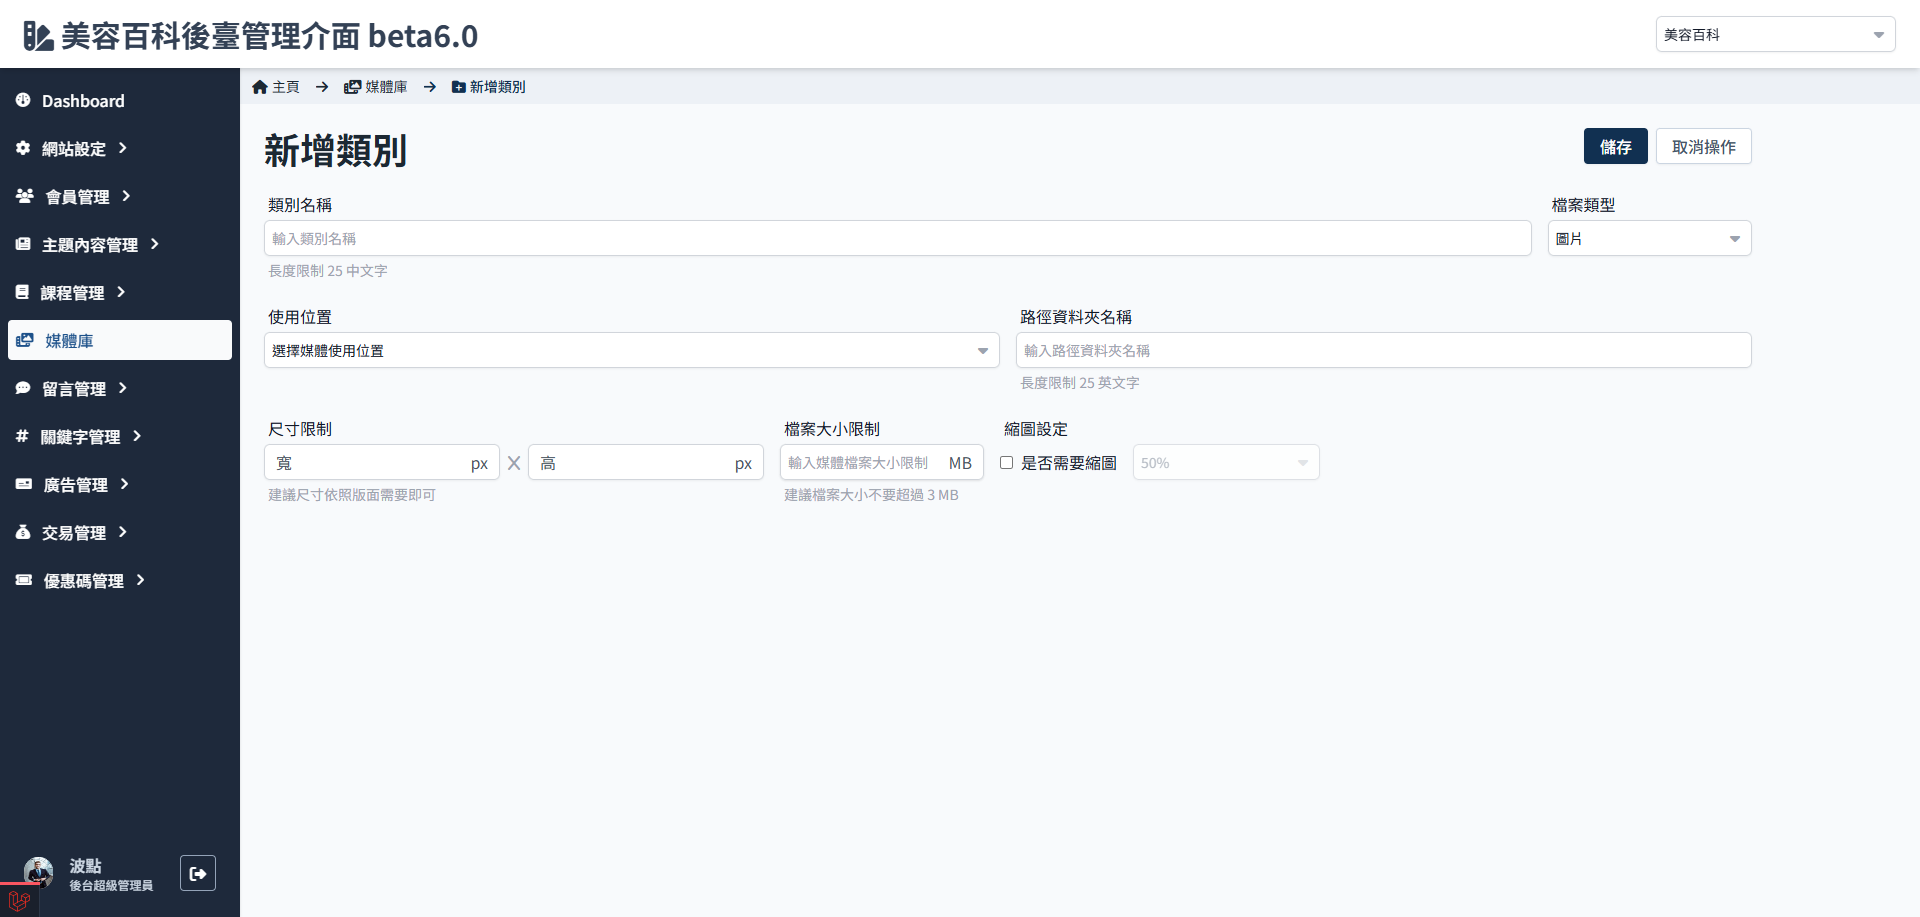 美容百科後臺管理介面 beta6.0
美容百科
Dashboard
網站設定
會員管理
主題內容管理
課程管理
媒體庫
留言管理
關鍵字管理
廣告管理
交易管理
優惠碼管理
波點
後台超級管理員
主頁 → 媒體庫 → 新增類別
新增類別
儲存
取消操作
類別名稱
輸入類別名稱
長度限制 25 中文字
檔案類型
圖片
使用位置
選擇媒體使用位置
路徑資料夾名稱
輸入路徑資料夾名稱
長度限制 25 英文字
尺寸限制
寬 px X 高 px
建議尺寸依照版面需要即可
檔案大小限制
輸入媒體檔案大小限制 MB
建議檔案大小不要超過 3 MB
縮圖設定
是否需要縮圖
50%